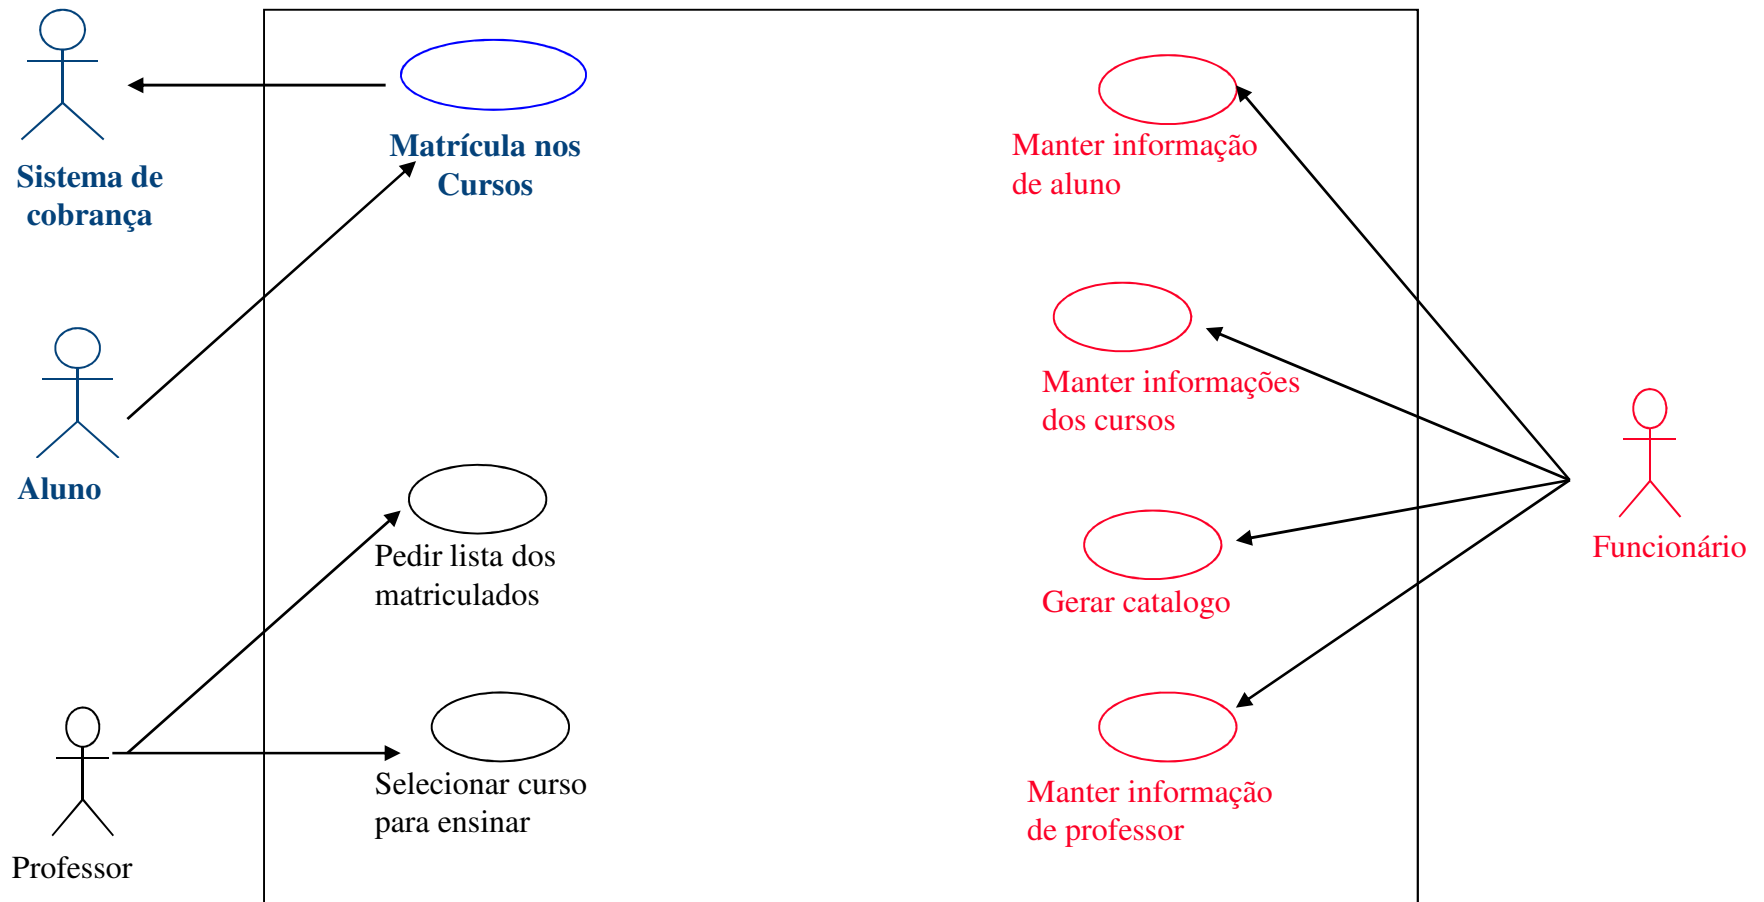 Sistema de
cobrança
Matrícula nos
Cursos
Aluno
Pedir lista dos
matriculados
Selecionar curso
para ensinar
Professor
Manter informação
de aluno
Manter informações
dos cursos
Gerar catalogo
Manter informação
de professor
Funcionário